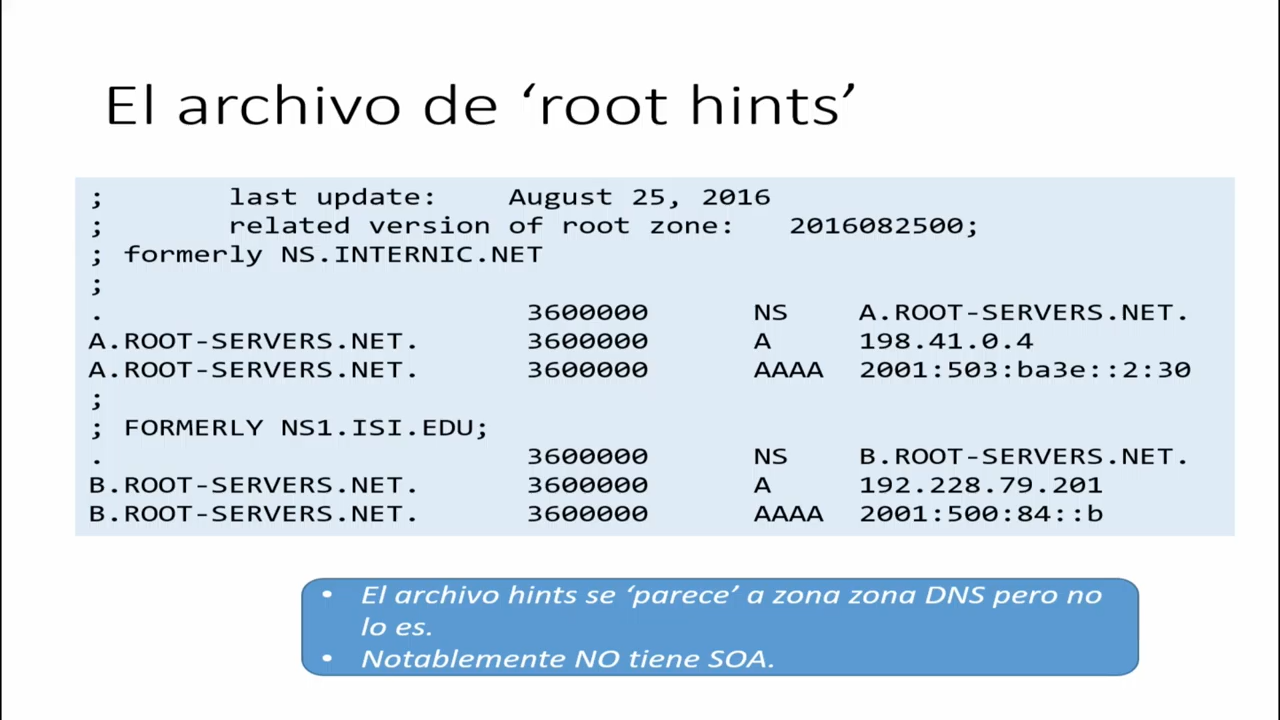 El archivo de ‘root hints’
; last update: August 25, 2016
; related version of root zone: 2016082500;
; formerly NS.INTERNIC.NET
;
. 3600000 NS A.ROOT-SERVERS.NET.
A.ROOT-SERVERS.NET. 3600000 A 198.41.0.4
A.ROOT-SERVERS.NET. 3600000 AAAA 2001:503:ba3e::2:30
;
; FORMERLY NS1.ISI.EDU;
. 3600000 NS B.ROOT-SERVERS.NET.
B.ROOT-SERVERS.NET. 3600000 A 192.228.79.201
B.ROOT-SERVERS.NET. 3600000 AAAA 2001:500:84::b
• El archivo hints se ‘parece’ a zona zona DNS pero no
lo es.
• Notablemente NO tiene SOA.